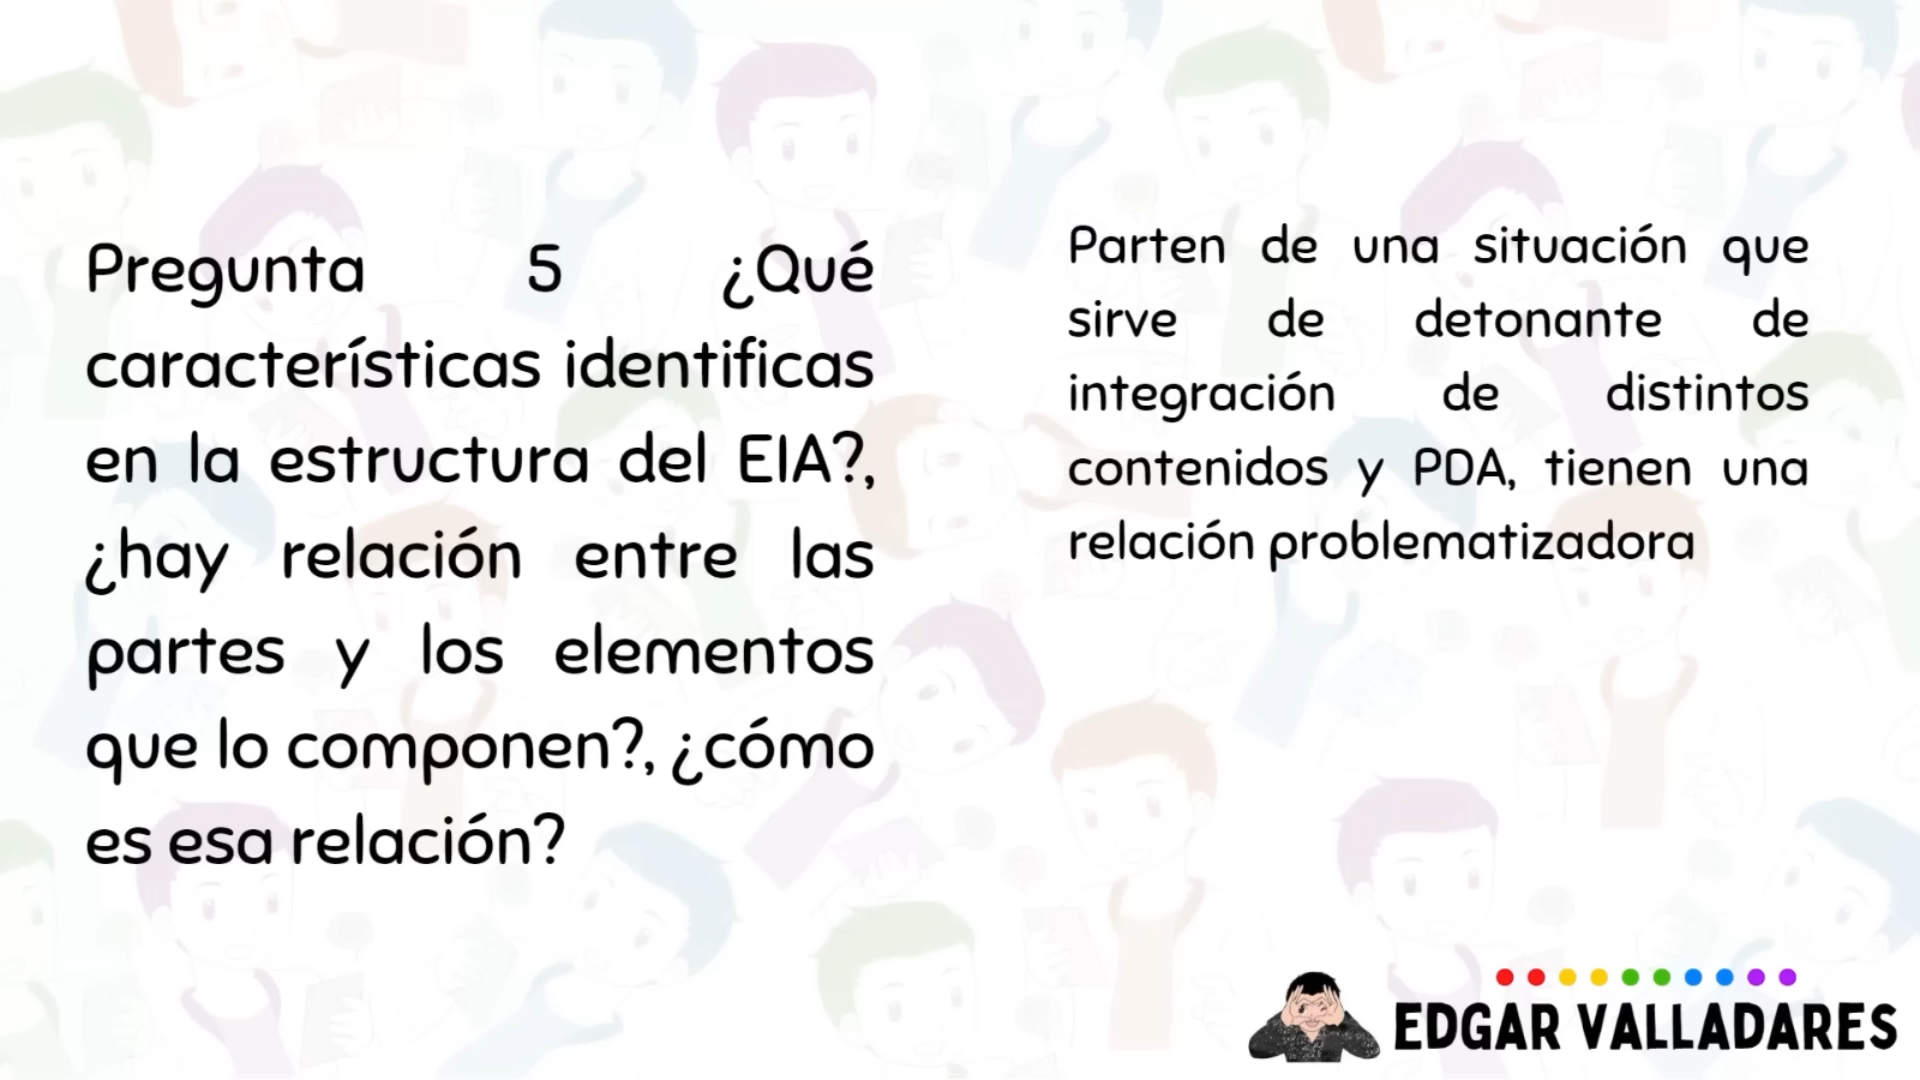 Pregunta 5 ¿Qué
características identificas
en la estructura del EIA?,
¿hay relación entre las
partes y los elementos
que lo componen?, ¿cómo
es esa relación?
Parten de una situación que
sirve de detonante de
integración de distintos
contenidos y PDA, tienen una
relación problematizadora
EDGAR VALLADARES